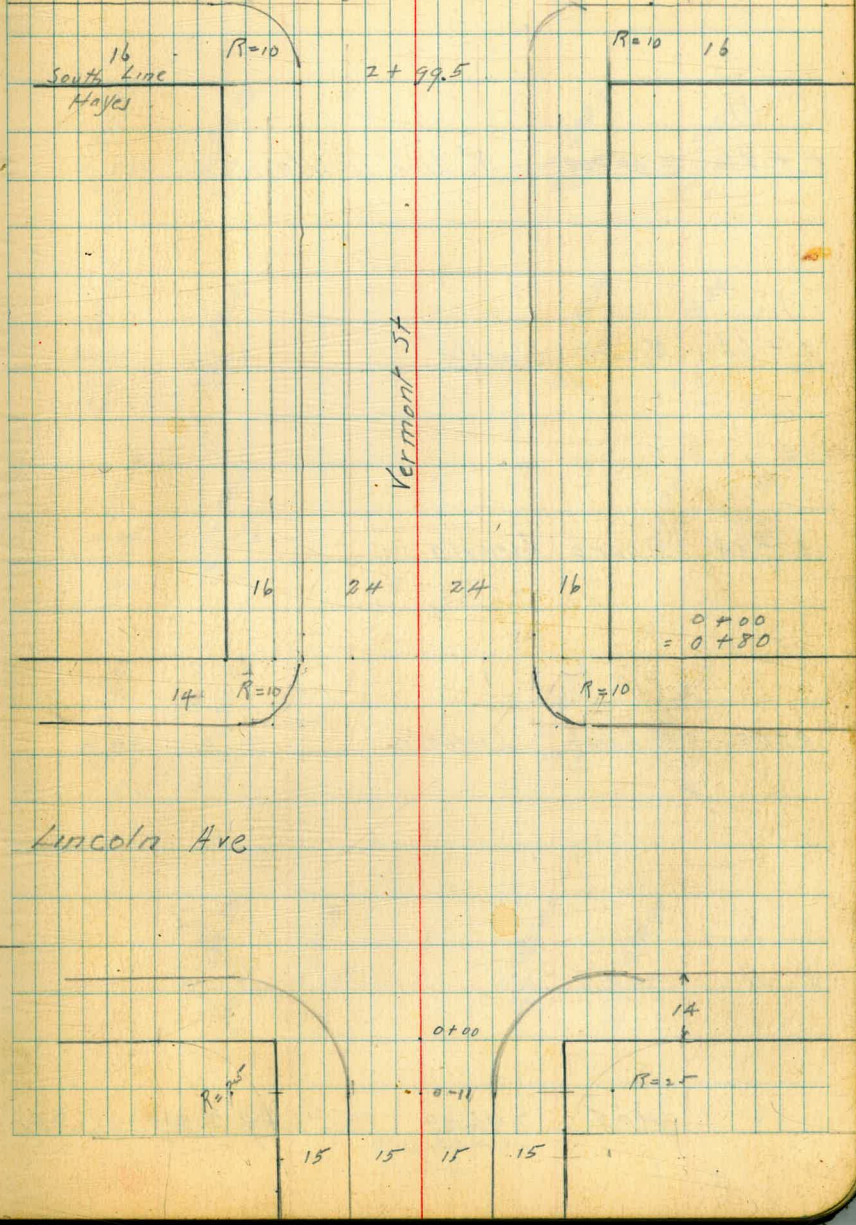 16 R=10 R=10 16
South Line
Hayes
2 + 99.5
Vermont St
16 24 24 16
0 + 00
= 0 + 80
14 R=10 R=10
Lincoln Ave
14
0+00
R=25 0-11 R=25
15 15 15 15